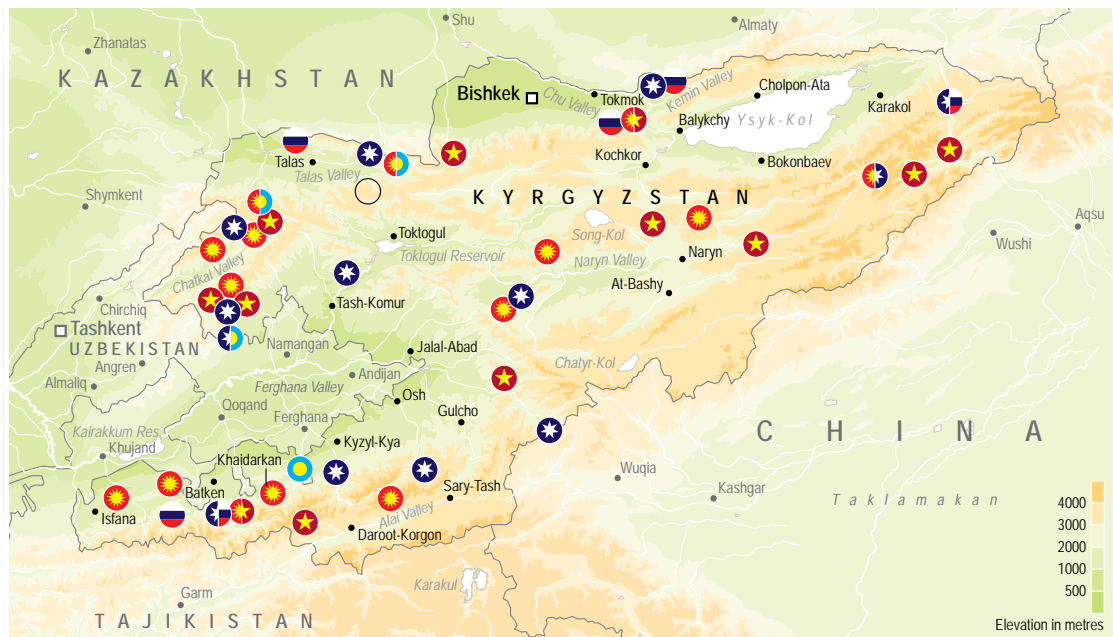 Shu
Almaty
Zhanatas
KAZAKHSTAN
Bishkek
Chu Valley
Tokmok
Kemin Valley
Cholpon-Ata
Karakol
Ysyk-Kol
Balykchy
Talas
Talas Valley
Kochkor
Bokonbaev
KYRGYZSTAN
Shymkent
Aqsu
Toktogul
Song-Kol
Wushi
Toktogul Reservoir
Naryn Valley
Naryn
Chalkal Valley
At-Bashy
Chirchiq
Tash-Komur
Tashkent
UZBEKISTAN
Namangan
Jalal-Abad
Chatyr-Kol
Angren
Andijan
Almaliq
Ferghana Valley
Osh
Qoqand
Gulcho
Ferghana
CHINA
Kairakkum Res.
Khujand
Kyzyl-Kya
Khaidarkan
Wuqia
Batken
Sary-Tash
Kashgar
Taklamakan
Isfana
Alai Valley
Daroot-Korgon
4000
3000
2000
1000
500
Karakul
Garm
TAJIKISTAN
Elevation in metres